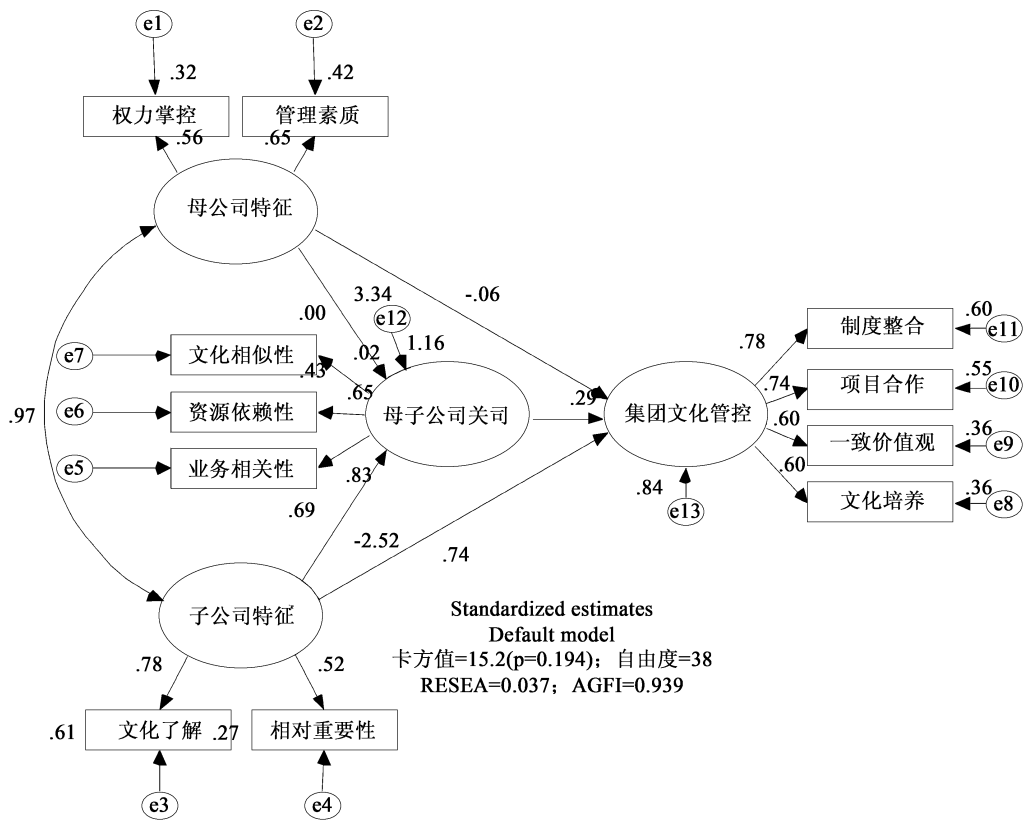 e1
e2
.32
.42
权力掌控
管理素质
.56
.65
母公司特征
3.34
-.06
.00
e12
.60
制度整合
e11
e7
文化相似性
.02
1.16
.78
.43
.65
.74
项目合作
.55
e10
.97
e6
资源依赖性
母子公司关司
.29
集团文化管控
.60
一致价值观
.36
e9
e5
业务相关性
.83
.60
.84
文化培养
.36
e8
.69
e13
-2.52
.74
子公司特征
Standardized estimates
Default model
卡方值=15.2(p=0.194)；自由度=38
RESEA=0.037；AGFI=0.939
.78
.52
.61
文化了解
.27
相对重要性
e3
e4